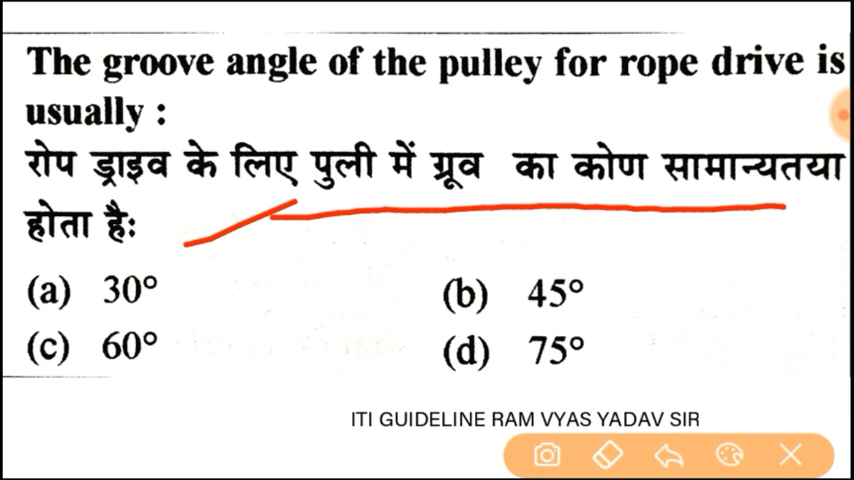 The groove angle of the pulley for rope drive is
usually :
रोप ड्राइव के लिए पुली में ग्रूव का कोण सामान्यतया
होता है:
(a) 30° (b) 45°
(c) 60° (d) 75°
ITI GUIDELINE RAM VYAS YADAV SIR